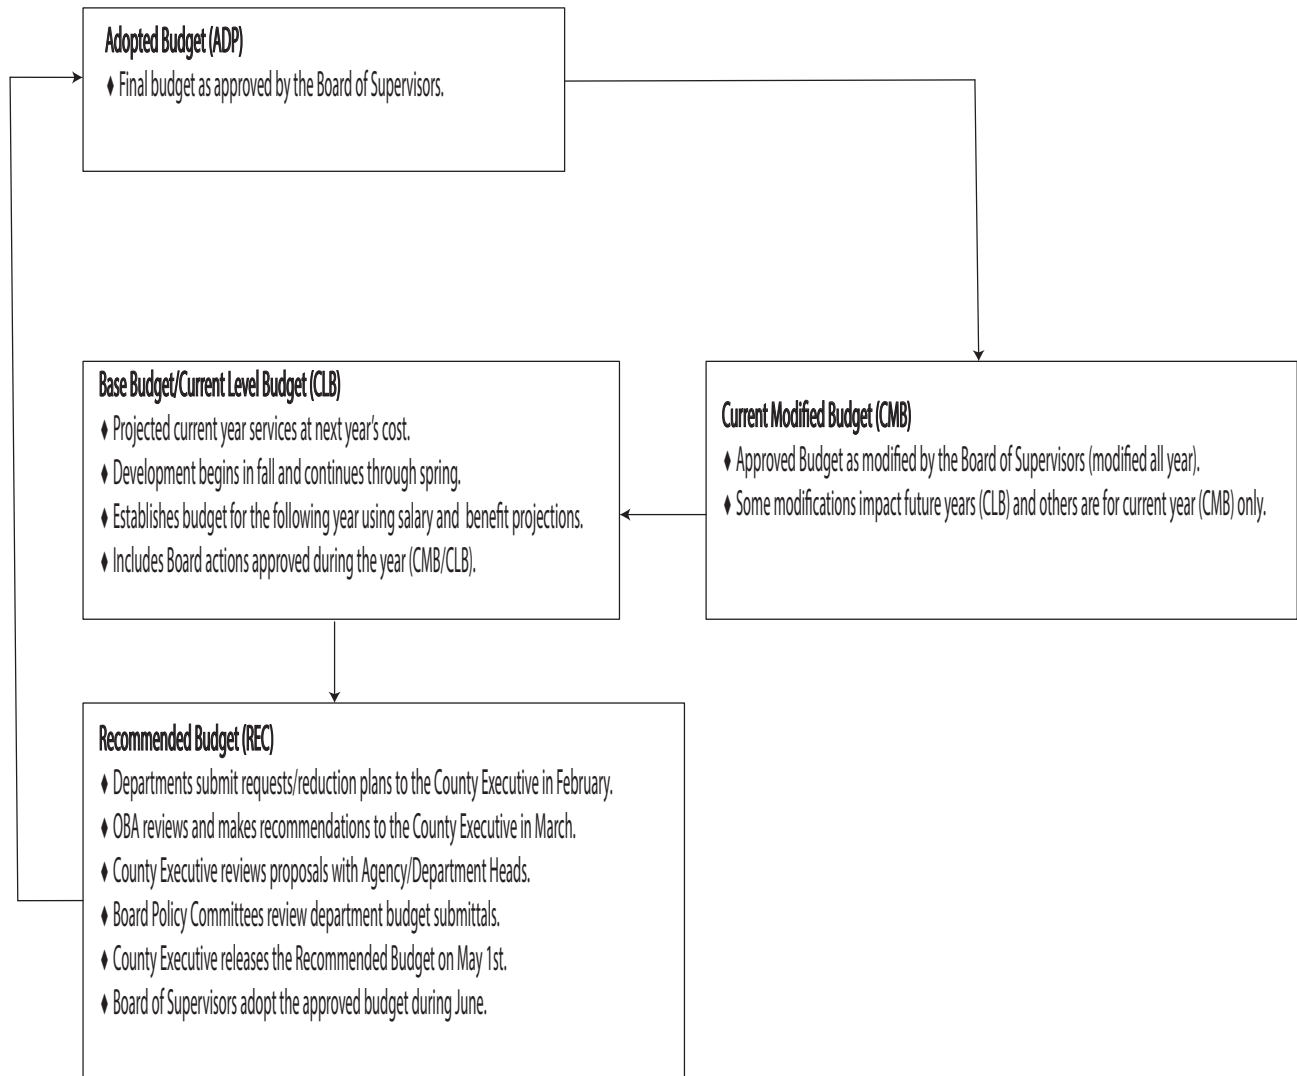 Adopted Budget (ADP)
♦ Final budget as approved by the Board of Supervisors.
Base Budget/Current Level Budget (CLB)
♦ Projected current year services at next year's cost.
♦ Development begins in fall and continues through spring.
♦ Establishes budget for the following year using salary and benefit projections.
♦ Includes Board actions approved during the year (CMB/CLB).
Current Modified Budget (CMB)
♦ Approved Budget as modified by the Board of Supervisors (modified all year).
♦ Some modifications impact future years (CLB) and others are for current year (CMB) only.
Recommended Budget (REC)
♦ Departments submit requests/reduction plans to the County Executive in February.
♦ OBA reviews and makes recommendations to the County Executive in March.
♦ County Executive reviews proposals with Agency/Department Heads.
♦ Board Policy Committees review department budget submittals.
♦ County Executive releases the Recommended Budget on May 1st.
♦ Board of Supervisors adopt the approved budget during June.